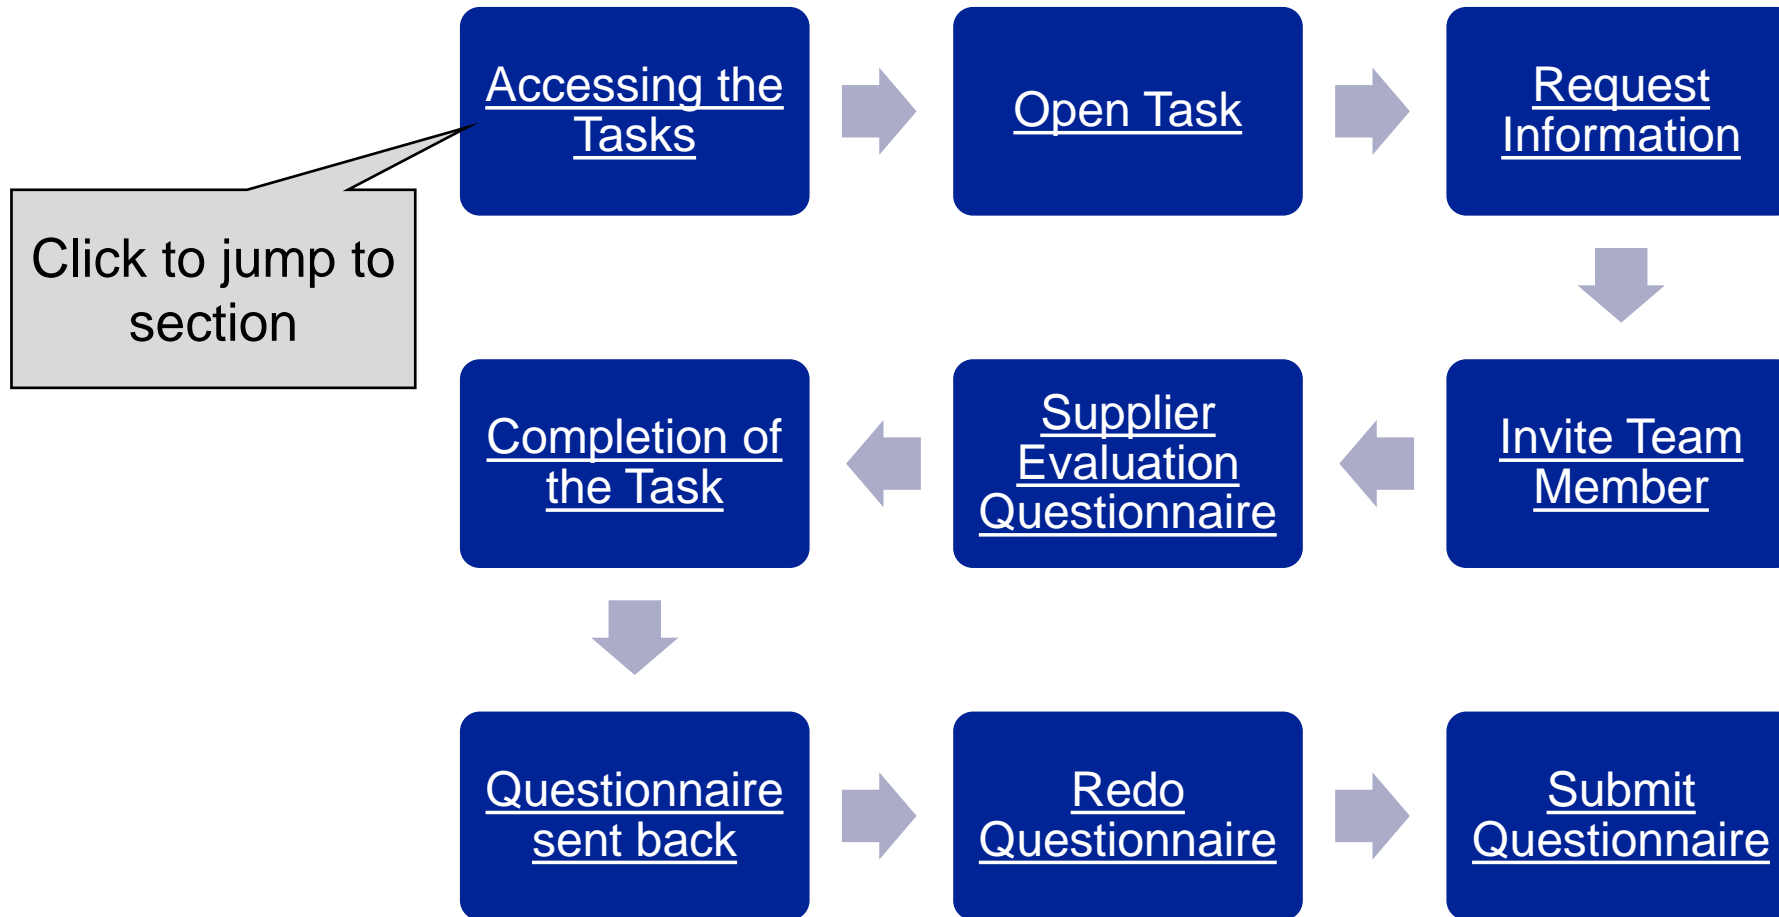 Accessing the
Tasks
Open Task
Request
Information
Click to jump to
section
Completion of
the Task
Supplier
Evaluation
Questionnaire
Invite Team
Member
Questionnaire
sent back
Redo
Questionnaire
Submit
Questionnaire